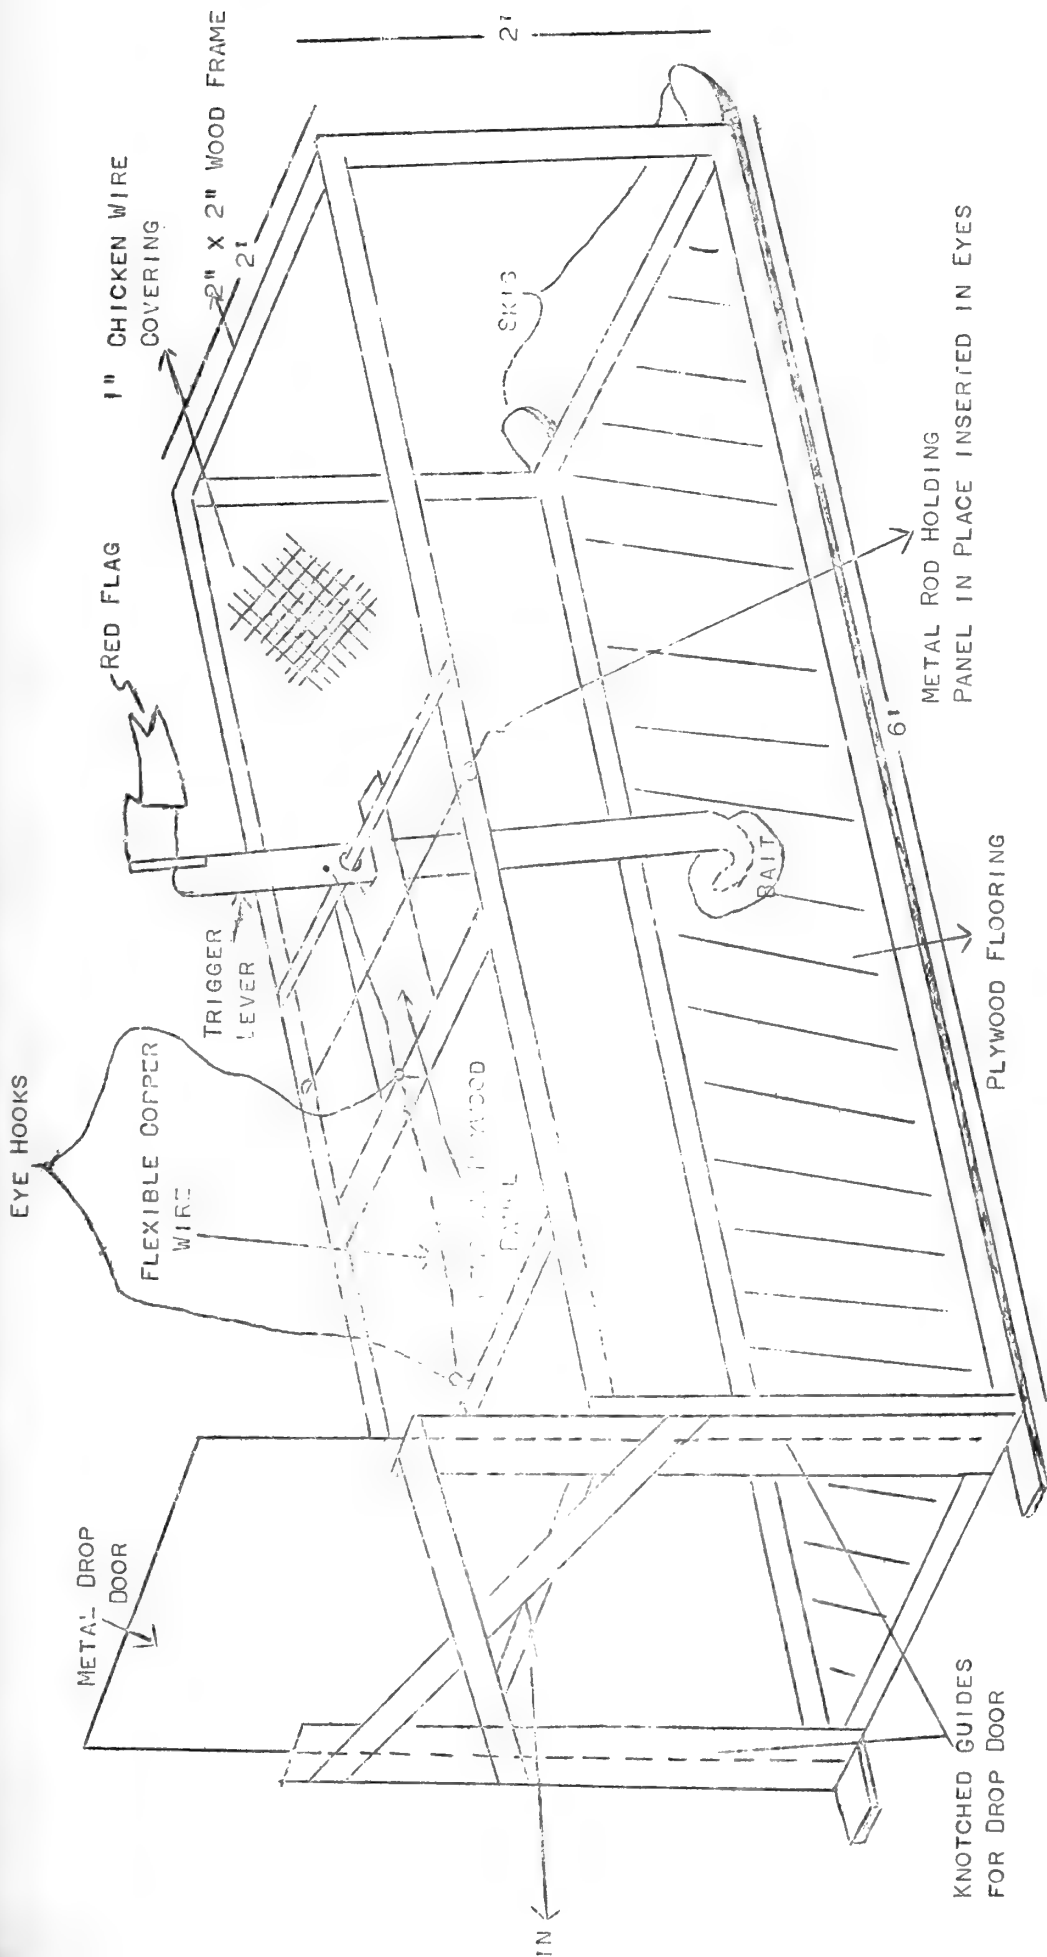 2'
1" CHICKEN WIRE
COVERING
2" X 2" WOOD FRAME
2'
RED FLAG
SKIS
TRIGGER
LEVER
EYE HOOKS
FLEXIBLE COPPER
WIRE
BAIT
METAL ROD HOLDING
PANEL IN PLACE INSERTED IN EYES
6'
PLYWOOD FLOORING
METAL DROP
DOOR
KNOTCHED GUIDES
FOR DROP DOOR